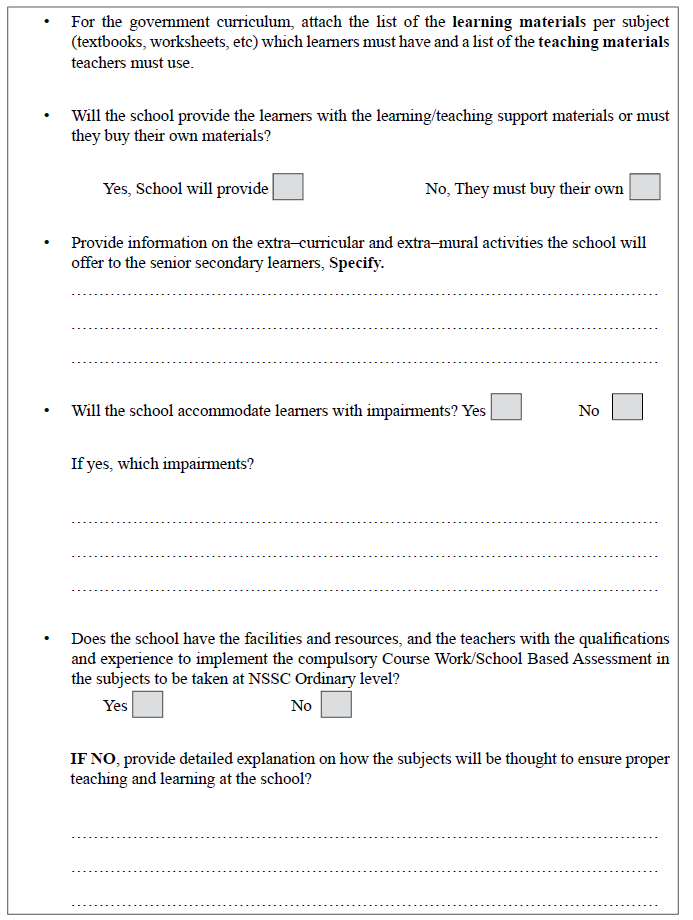 • For the government curriculum, attach the list of the learning materials per subject
(textbooks, worksheets, etc) which learners must have and a list of the teaching materials
teachers must use.
• Will the school provide the learners with the learning/teaching support materials or must
they buy their own materials?
Yes, School will provide No, They must buy their own
• Provide information on the extra–curricular and extra–mural activities the school will
offer to the senior secondary learners, Specify.
................................................................................
................................................................................
................................................................................
• Will the school accommodate learners with impairments? Yes No
If yes, which impairments?
................................................................................
................................................................................
................................................................................
• Does the school have the facilities and resources, and the teachers with the qualifications
and experience to implement the compulsory Course Work/School Based Assessment in
the subjects to be taken at NSSC Ordinary level?
Yes No
IF NO, provide detailed explanation on how the subjects will be thought to ensure proper
teaching and learning at the school?
................................................................................
................................................................................
................................................................................